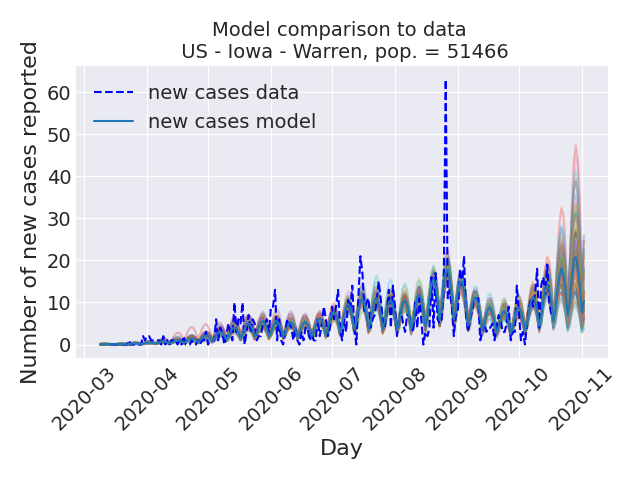 Model comparison to data
US - Iowa - Warren, pop. = 51466
Number of new cases reported
60
50
40
30
20
10
0
new cases data
new cases model
2020-03
2020-04
2020-05
2020-06
2020-07
2020-08
2020-09
2020-10
2020-11
Day